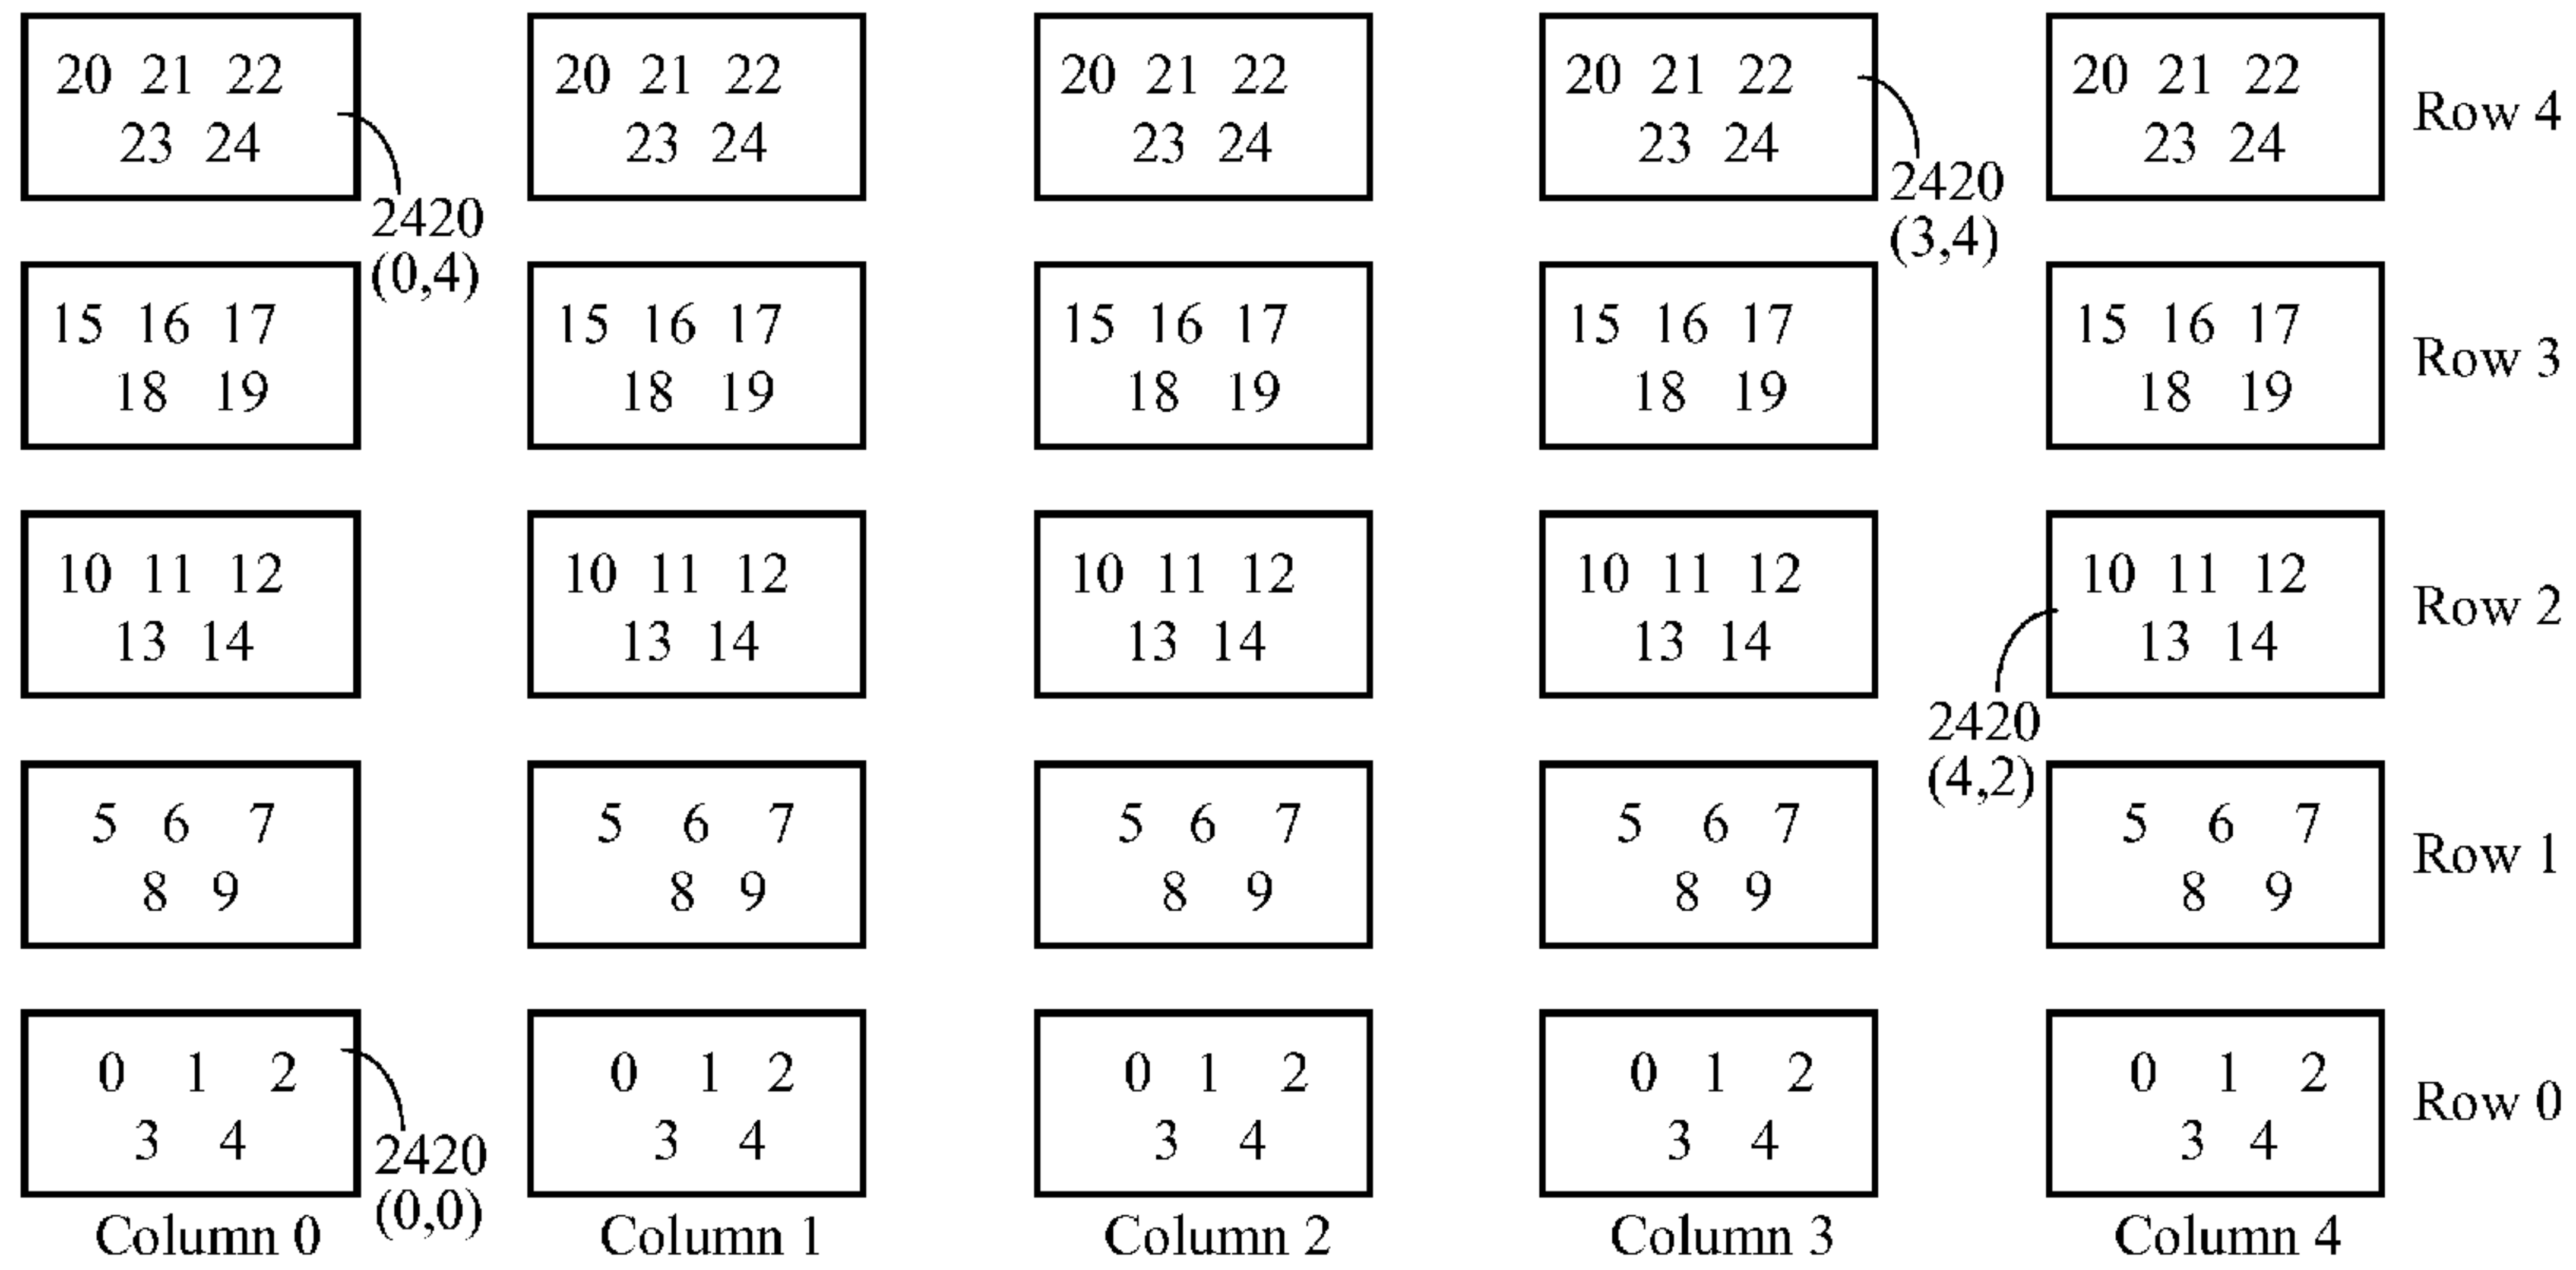 20 21 22 20 21 22 20 21 22 20 21 22 20 21 22
Row 4
23 24 23 24 23 24 23 24 23 24
2420
(3,4)
2420
(0,4)
15 16 17 15 16 17 15 16 17 15 16 17 15 16 17
Row 3
18 19 18 19 18 19 18 19 18 19
10 11 12 10 11 12 10 11 12 10 11 12 10 11 12
Row 2
13 14 13 14 13 14 13 14 13 14
2420
(4,2)
5 6 7 5 6 7 5 6 7 5 6 7 5 6 7
Row 1
8 9 8 9 8 9 8 9 8 9
0 1 2 0 1 2 0 1 2 0 1 2 0 1 2
Row 0
3 4 3 4 3 4 3 4 3 4
2420
(0,0)
Column 0 Column 1 Column 2 Column 3 Column 4